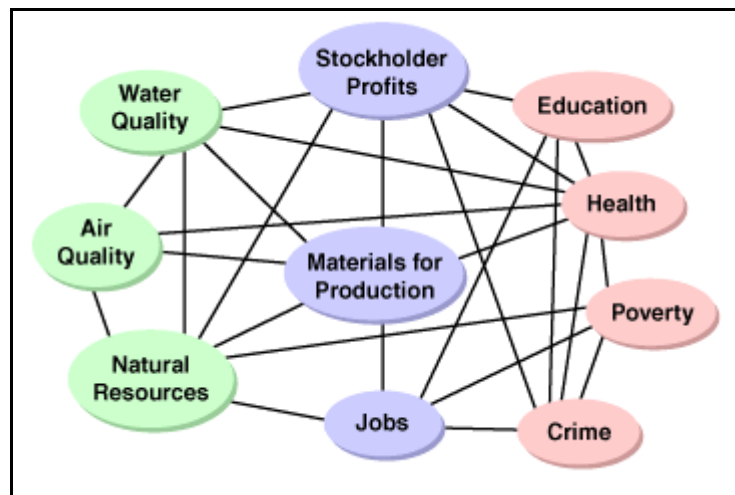 Stockholder
Profits
Water
Quality
Education
Health
Air
Quality
Materials for
Production
Poverty
Natural
Resources
Jobs
Crime